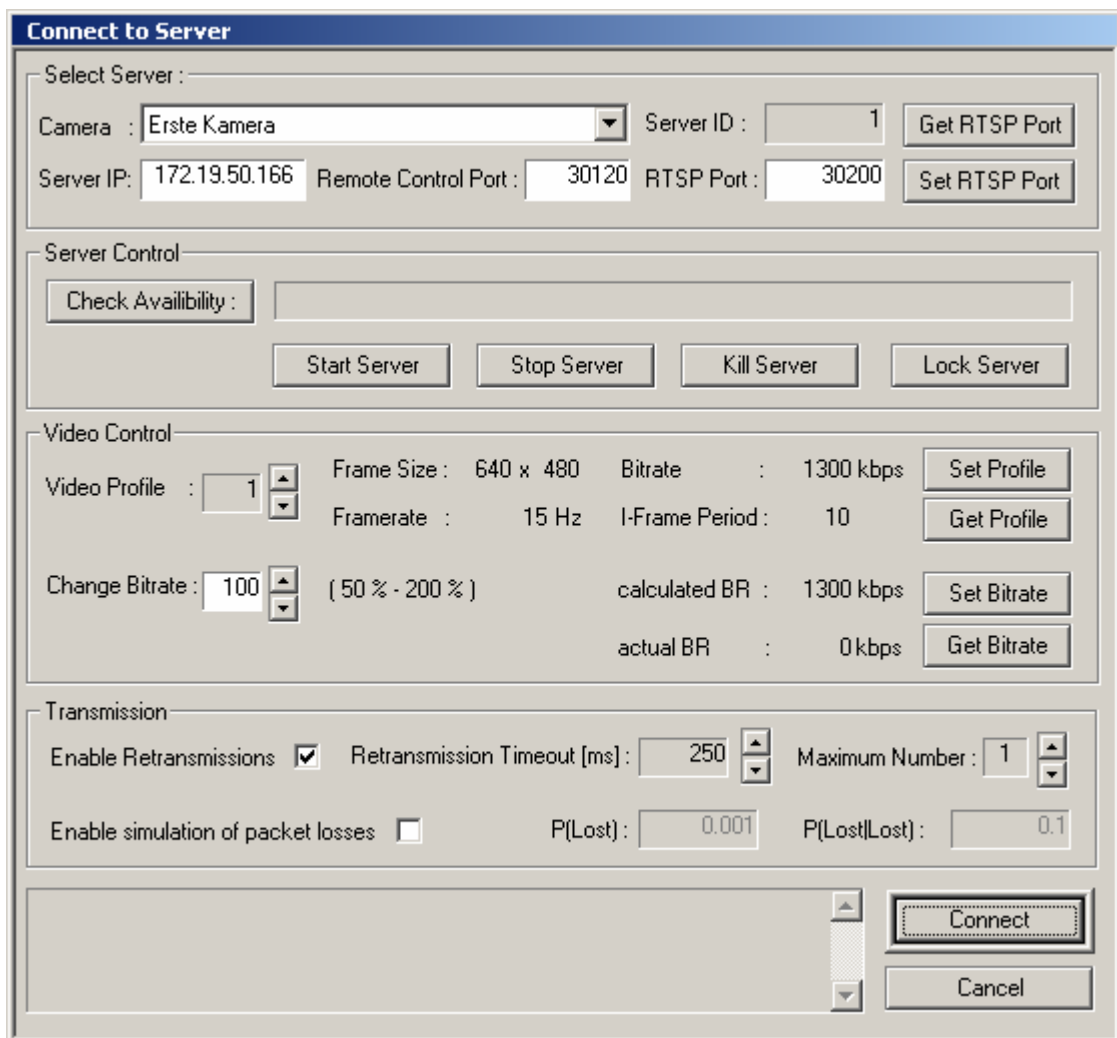 Connect to Server
Select Server :
Camera : Erste Kamera Server ID : 1 Get RTSP Port
Server IP: 172.19.50.166 Remote Control Port : 30120 RTSP Port : 30200 Set RTSP Port
Server Control
Check Availibility :
Start Server Stop Server Kill Server Lock Server
Video Control
Video Profile : 1 Frame Size : 640 x 480 Bitrate : 1300 kbps Set Profile
Framerate : 15 Hz I-Frame Period : 10 Get Profile
Change Bitrate : 100 ( 50 % - 200 % ) calculated BR : 1300 kbps Set Bitrate
actual BR : 0 kbps Get Bitrate
Transmission
Enable Retransmissions Retransmission Timeout [ms] : 250 Maximum Number : 1
Enable simulation of packet losses P(Lost) : 0.001 P(Lost|Lost) : 0.1
Connect
Cancel